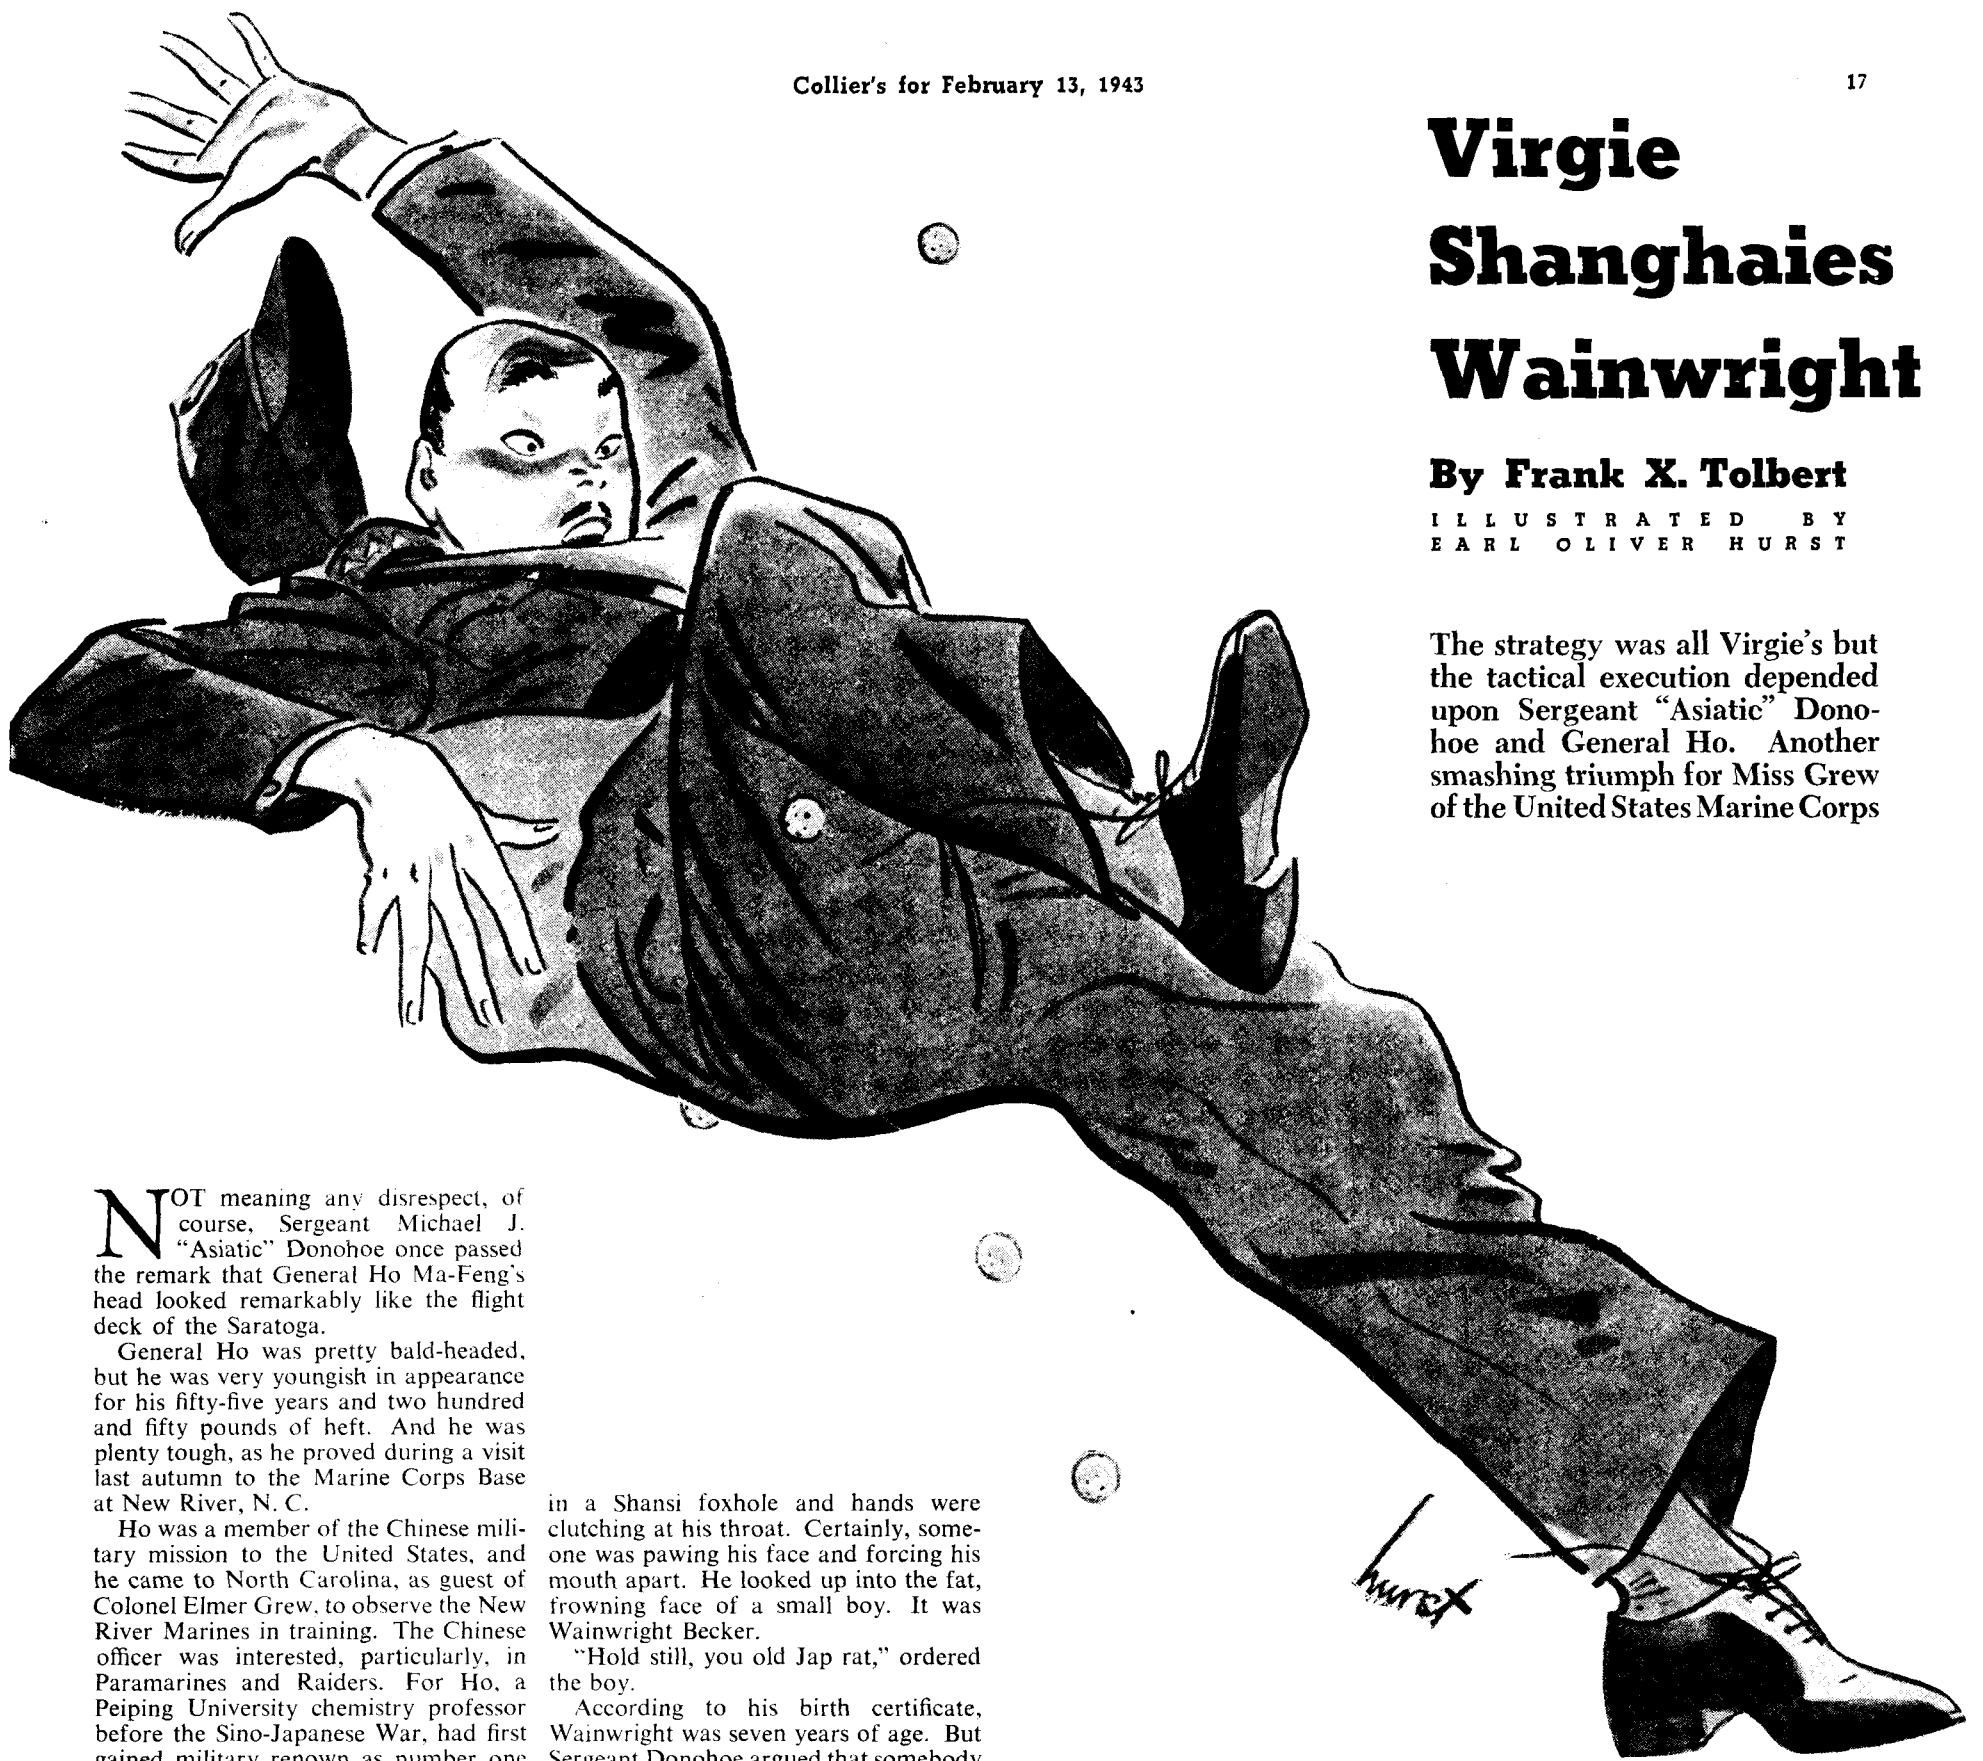 Collier's for February 13, 1943
17
Virgie
Shanghaies
Wainwright
By Frank X. Tolbert
ILLUSTRATED BY
EARL OLIVER HURST
The strategy was all Virgie's but
the tactical execution depended
upon Sergeant “Asiatic” Dono-
hoe and General Ho. Another
smashing triumph for Miss Grew
of the United States Marine Corps
NOT meaning any disrespect, of
course, Sergeant Michael J.
“Asiatic” Donohoe once passed
the remark that General Ho Ma-Feng's
head looked remarkably like the flight
deck of the Saratoga.
General Ho was pretty bald-headed,
but he was very youngish in appearance
for his fifty-five years and two hundred
and fifty pounds of heft. And he was
plenty tough, as he proved during a visit
last autumn to the Marine Corps Base
at New River, N. C.
Ho was a member of the Chinese mili-
tary mission to the United States, and
he came to North Carolina, as guest of
Colonel Elmer Grew, to observe the New
River Marines in training. The Chinese
officer was interested, particularly, in
Paramarines and Raiders. For Ho, a
Peiping University chemistry professor
before the Sino-Japanese War, had first
gained military renown as number one
in a Shansi foxhole and hands were
clutching at his throat. Certainly, some-
one was pawing his face and forcing his
mouth apart. He looked up into the fat,
frowning face of a small boy. It was
Wainwright Becker.
“Hold still, you old Jap rat,” ordered
the boy.
According to his birth certificate,
Wainwright was seven years of age. But
Sergeant Donohoe argued that somebody
hurst